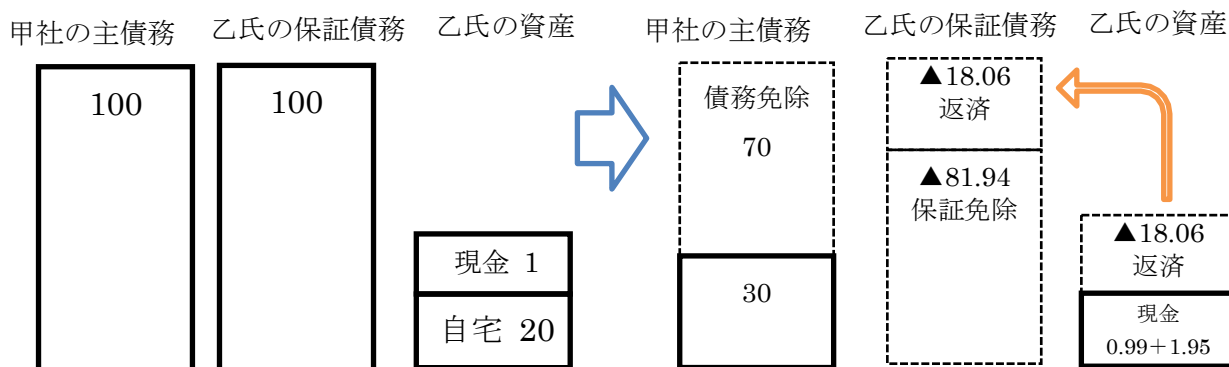 甲社の主債務
乙氏の保証債務
乙氏の資産
100
100
現金 1
自宅 20
甲社の主債務
乙氏の保証債務
乙氏の資産
債務免除
70
30
▲18.06
返済
▲81.94
保証免除
▲18.06
返済
現金
0.99+1.95